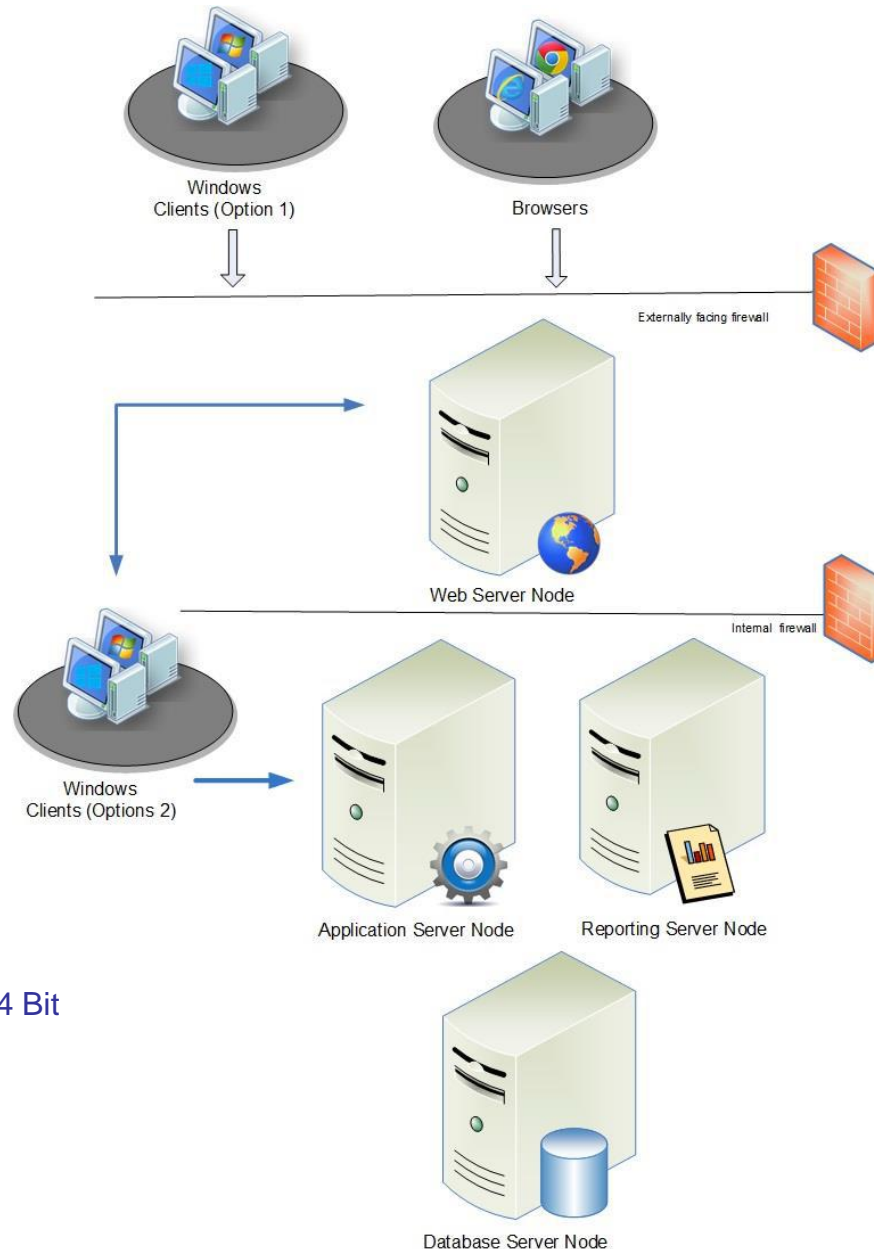 Windows
Clients (Option 1)
Browsers
Externally facing firewall
Web Server Node
Internal firewall
Windows
Clients (Options 2)
Application Server Node
Reporting Server Node
4 Bit
Database Server Node